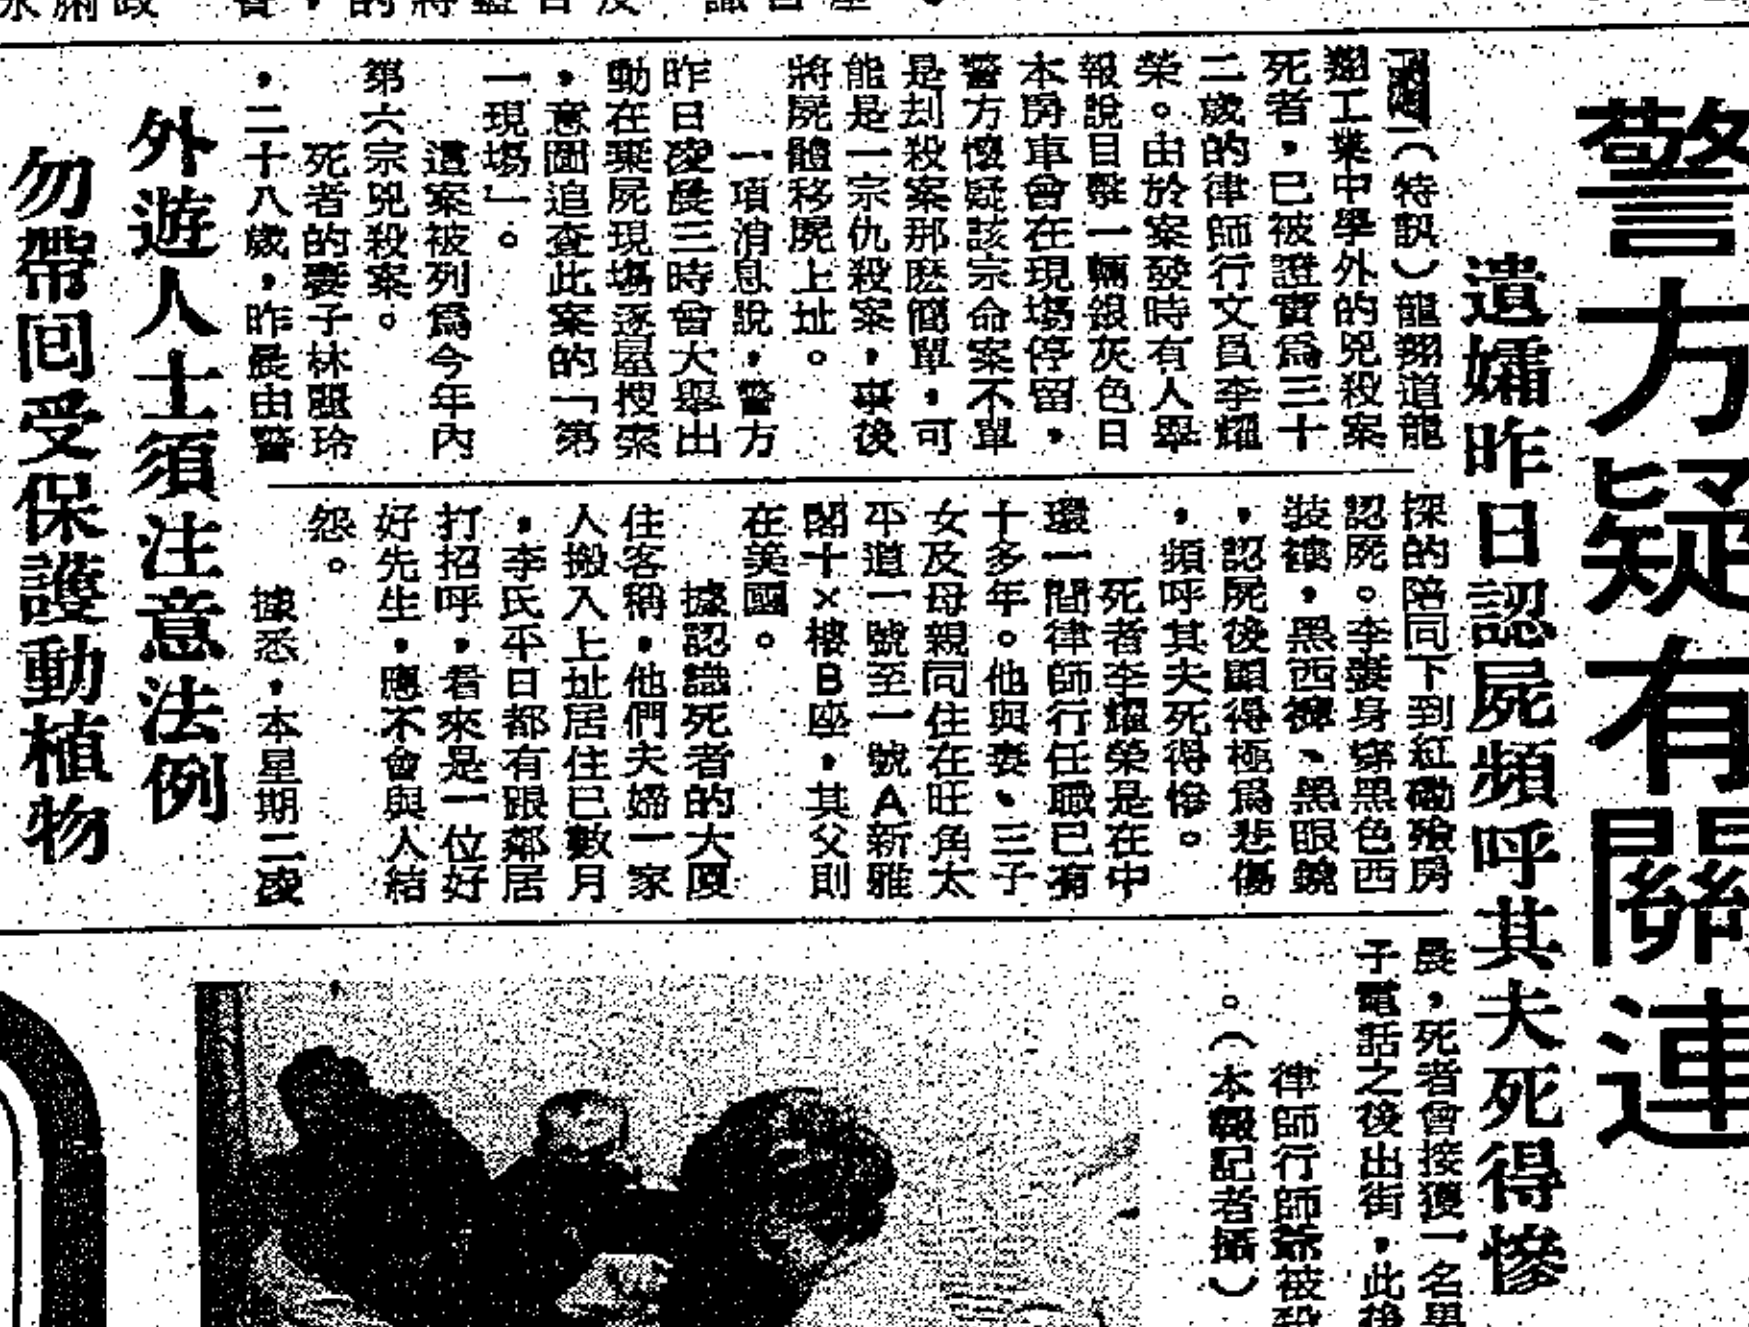 警方疑有關連
遺孀昨日認屍頻呼其夫死得慘
（特訊）龍翔道龍
翔工業中學外的兇殺案
死者，已被證實爲三十
二歲的律師行文員李耀
榮。由於案發時有人舉
報說目擊一輛銀灰色日
本房車曾在現塲停留，
警方懷疑該宗命案不單
是刦殺案那麽簡單，可
能是一宗仇殺案，事後
將屍體移屍上址。
一項消息說，警方
昨日凌晨三時曾大舉出
動在棄屍現塲逐屋搜索
，意圖追查此案的「第
一現塲」。
這案被列爲今年內
第六宗兇殺案。
死者的妻子林麗玲
，二十八歲，昨晨由警
探的陪同下到紅磡殮房
認屍。李妻身穿黑色西
裝褸，黑西褲、黑眼鏡
，認屍後顯得極爲悲傷
，頻呼其夫死得慘。
死者李耀榮是在中
環一間律師行任職已有
十多年。他與妻、三子
女及母親同住在旺角太
平道一號至一號A新雅
閣十×樓B座，其父則
在美國。
據認識死者的大厦
住客稱，他們夫婦一家
人搬入上址居住已數月
，李氏平日都有跟鄰居
打招呼，看來是一位好
好先生，應不會與人結
怨。
據悉，本星期二凌
晨，死者曾接獲一名男
子電話之後出街，此後
律師行師爺被殺
。（本報記者攝）
外遊人士須注意法例
勿帶囘受保護動植物